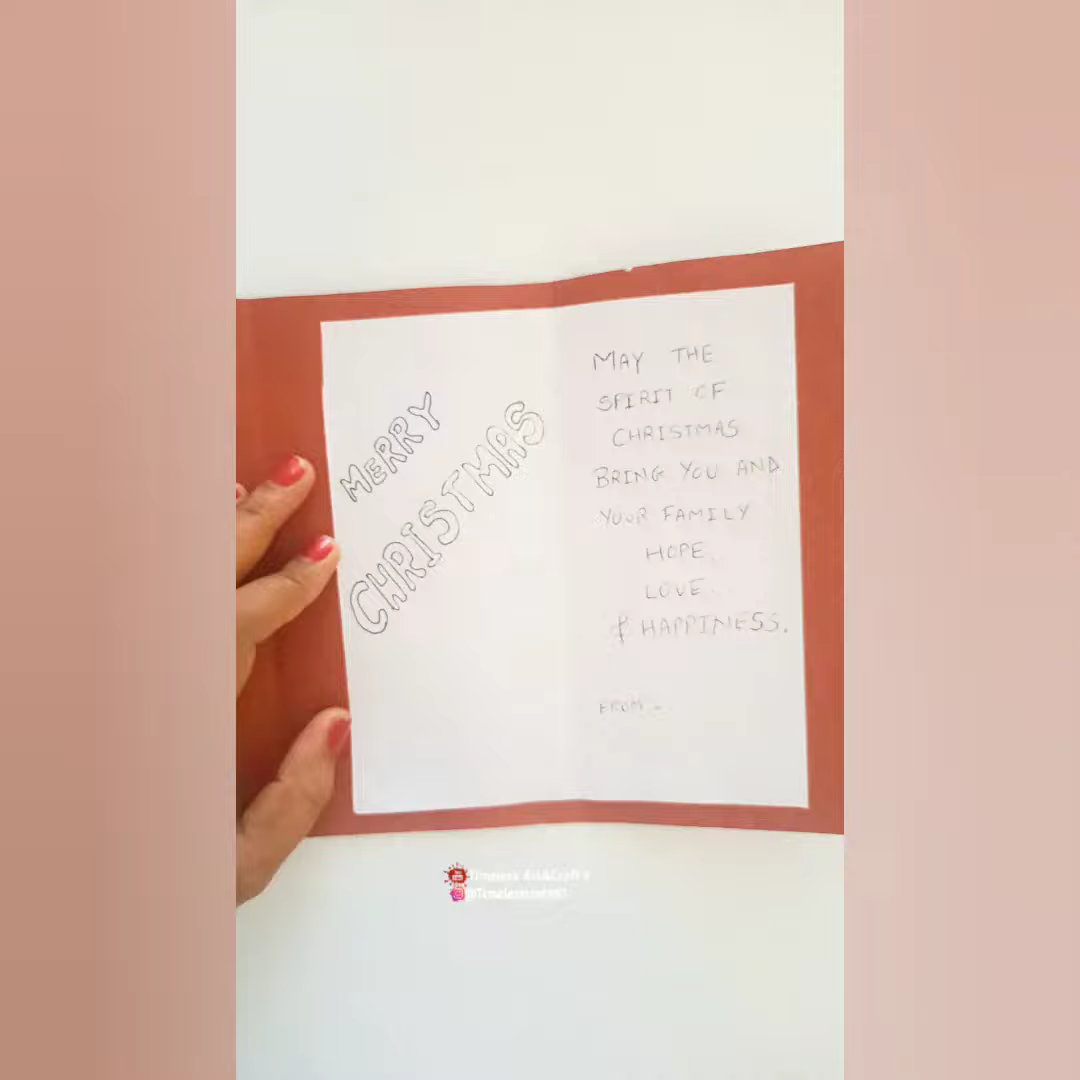 MERRY
CHRISTMAS
MAY THE
SPIRIT OF
CHRISTMAS
BRING YOU AND
YOUR FAMILY
HOPE,
LOVE,
& HAPPINESS.
FROM -